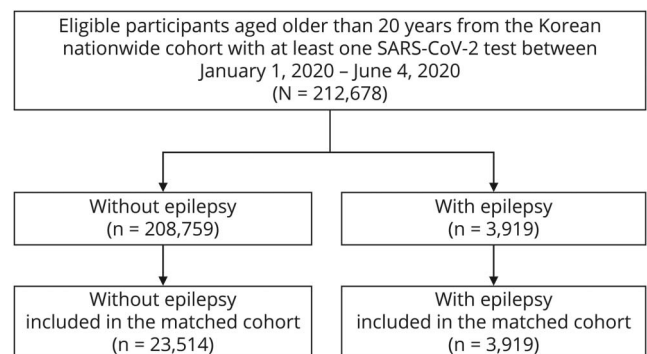 Eligible participants aged older than 20 years from the Korean
nationwide cohort with at least one SARS-CoV-2 test between
January 1, 2020 – June 4, 2020
(N = 212,678)
Without epilepsy
(n = 208,759)
With epilepsy
(n = 3,919)
Without epilepsy
included in the matched cohort
(n = 23,514)
With epilepsy
included in the matched cohort
(n = 3,919)